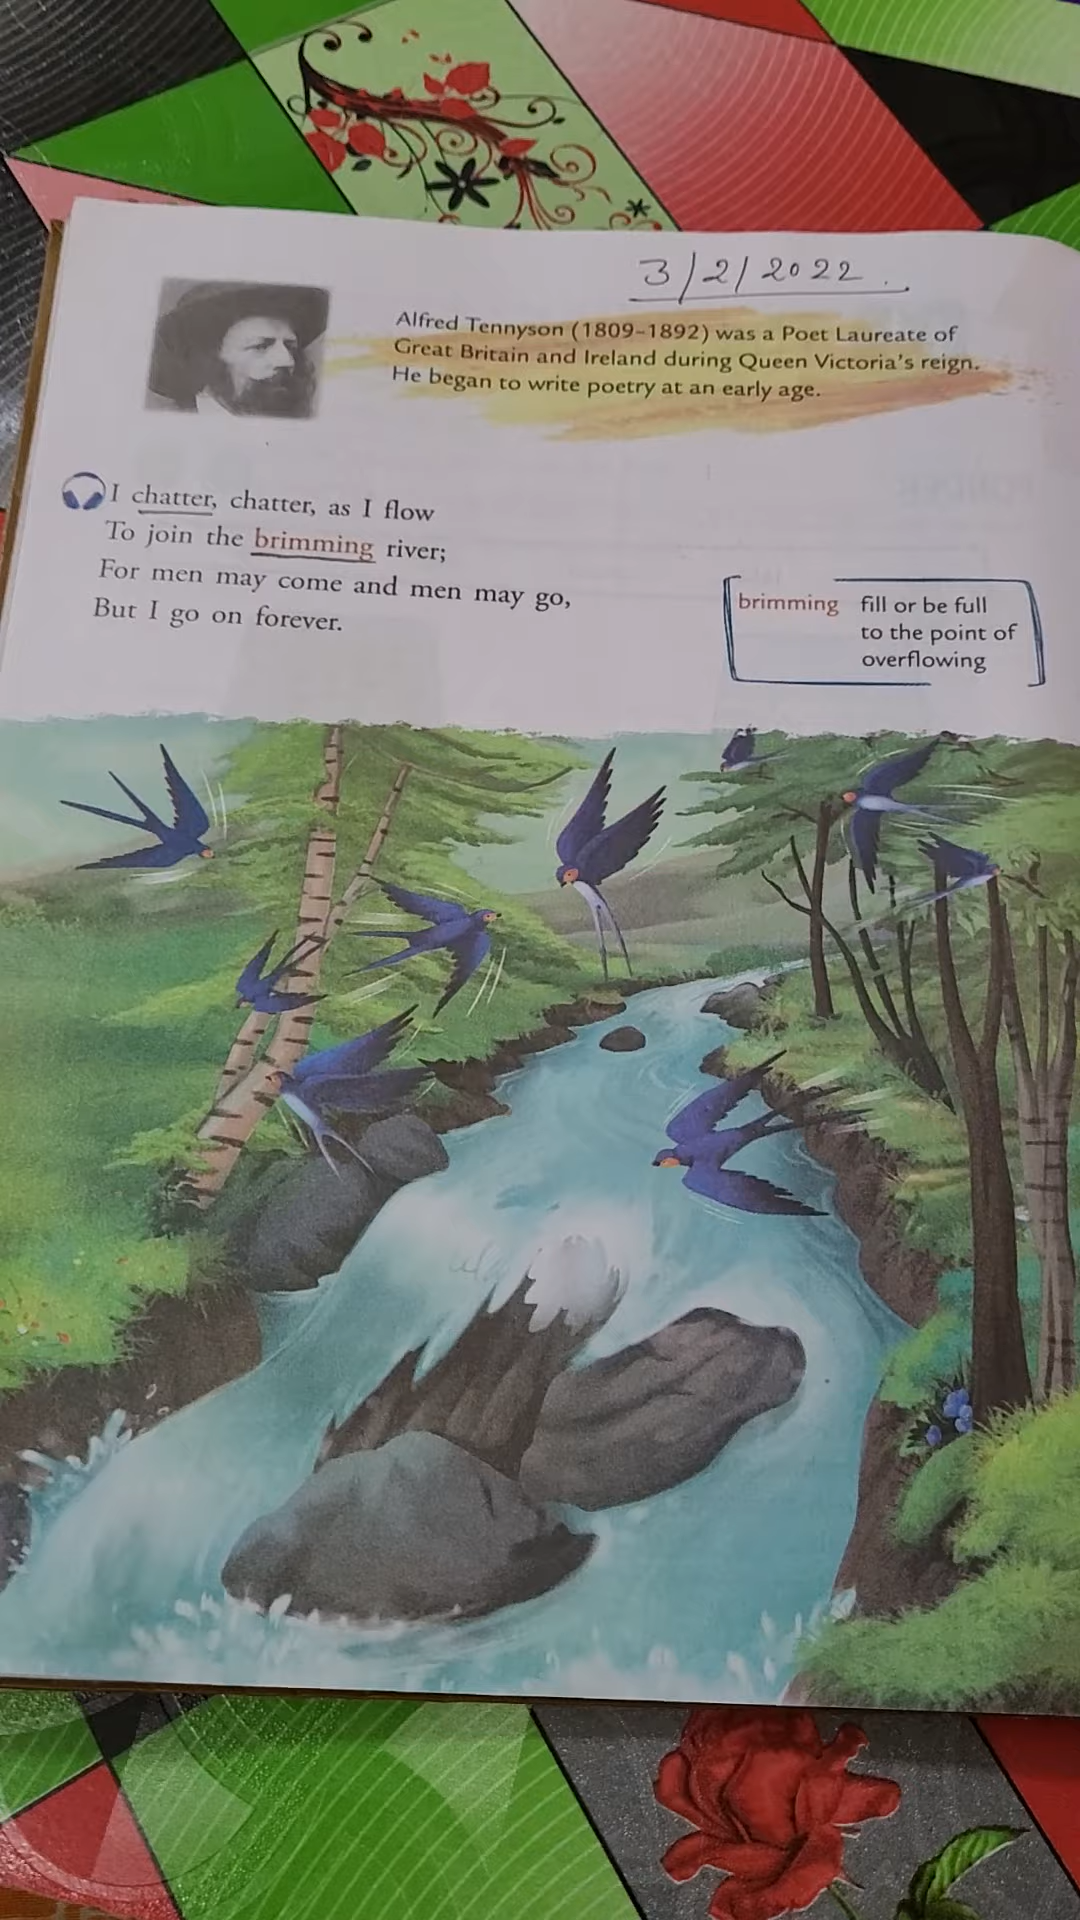 3/2/2022.
Alfred Tennyson (1809–1892) was a Poet Laureate of
Great Britain and Ireland during Queen Victoria's reign.
He began to write poetry at an early age.
I chatter, chatter, as I flow
To join the brimming river;
For men may come and men may go,
But I go on forever.
brimming fill or be full
to the point of
overflowing